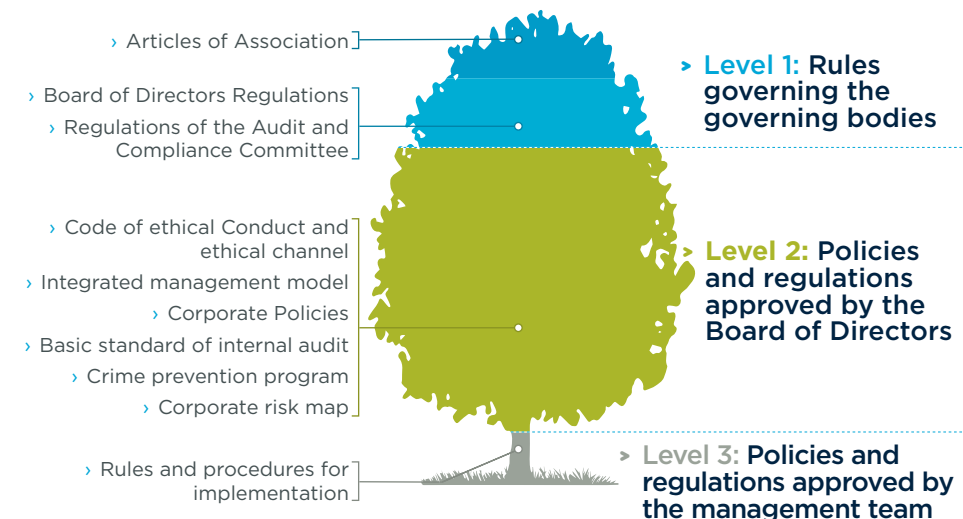 › Articles of Association
› Board of Directors Regulations
› Regulations of the Audit and
Compliance Committee
› Code of ethical Conduct and
ethical channel
› Integrated management model
› Corporate Policies
› Basic standard of internal audit
› Crime prevention program
› Corporate risk map
› Rules and procedures for
implementation
> Level 1: Rules
governing the
governing bodies
> Level 2: Policies
and regulations
approved by the
Board of Directors
> Level 3: Policies and
regulations approved by
the management team